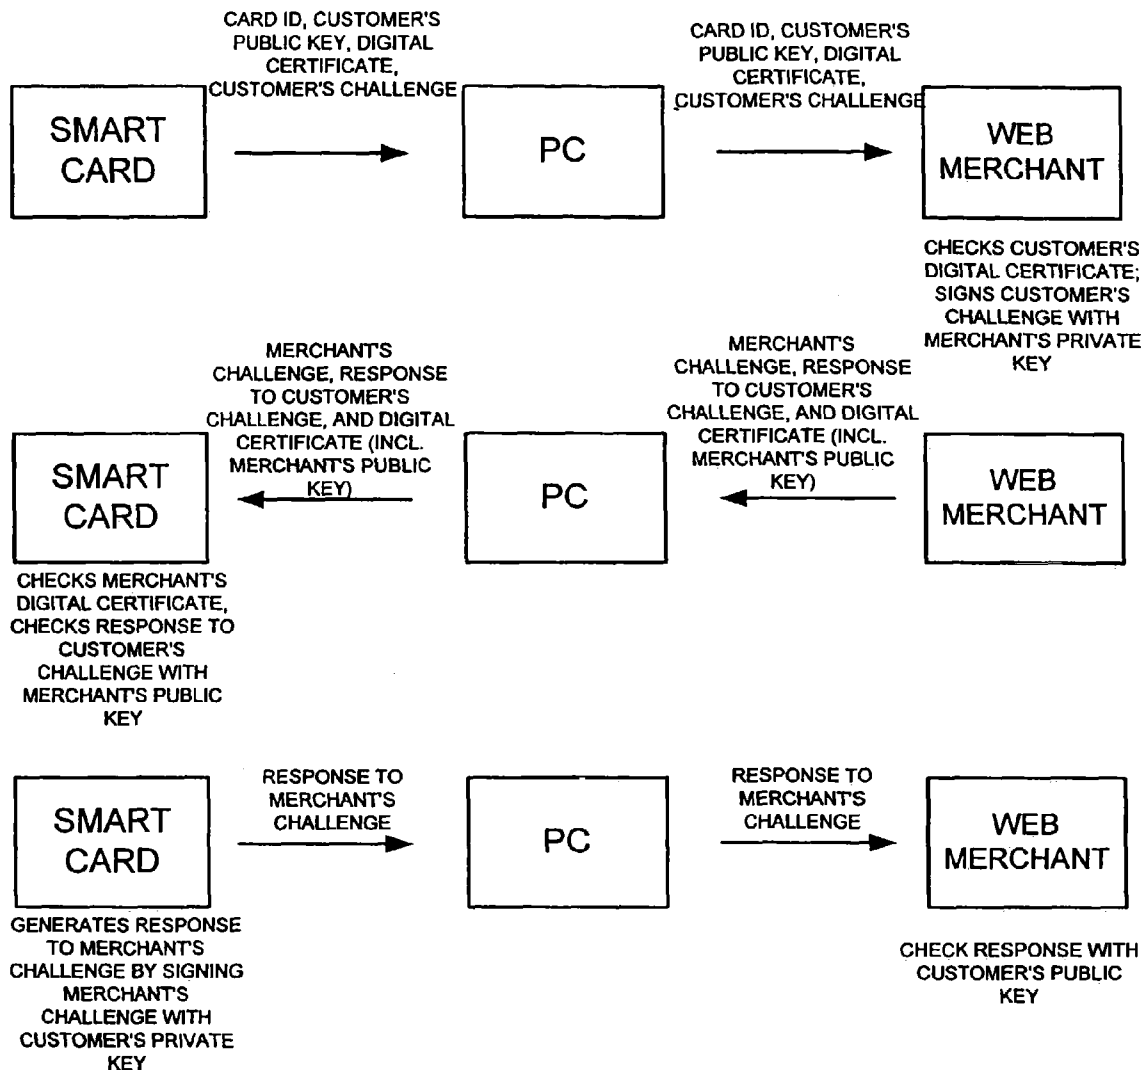 CARD ID, CUSTOMER'S
PUBLIC KEY, DIGITAL
CERTIFICATE,
CUSTOMER'S CHALLENGE
CARD ID, CUSTOMER'S
PUBLIC KEY, DIGITAL
CERTIFICATE,
CUSTOMER'S CHALLENGE
SMART
CARD
PC
WEB
MERCHANT
CHECKS CUSTOMER'S
DIGITAL CERTIFICATE;
SIGNS CUSTOMER'S
CHALLENGE WITH
MERCHANT'S PRIVATE
KEY
MERCHANT'S
CHALLENGE, RESPONSE
TO CUSTOMER'S
CHALLENGE, AND DIGITAL
CERTIFICATE (INCL.
MERCHANT'S PUBLIC
KEY)
MERCHANT'S
CHALLENGE, RESPONSE
TO CUSTOMER'S
CHALLENGE, AND DIGITAL
CERTIFICATE (INCL.
MERCHANT'S PUBLIC
KEY)
SMART
CARD
PC
WEB
MERCHANT
CHECKS MERCHANT'S
DIGITAL CERTIFICATE,
CHECKS RESPONSE TO
CUSTOMER'S
CHALLENGE WITH
MERCHANT'S PUBLIC
KEY
RESPONSE TO
MERCHANT'S
CHALLENGE
RESPONSE TO
MERCHANT'S
CHALLENGE
SMART
CARD
PC
WEB
MERCHANT
GENERATES RESPONSE
TO MERCHANT'S
CHALLENGE BY SIGNING
MERCHANT'S
CHALLENGE WITH
CUSTOMER'S PRIVATE
KEY
CHECK RESPONSE WITH
CUSTOMER'S PUBLIC
KEY